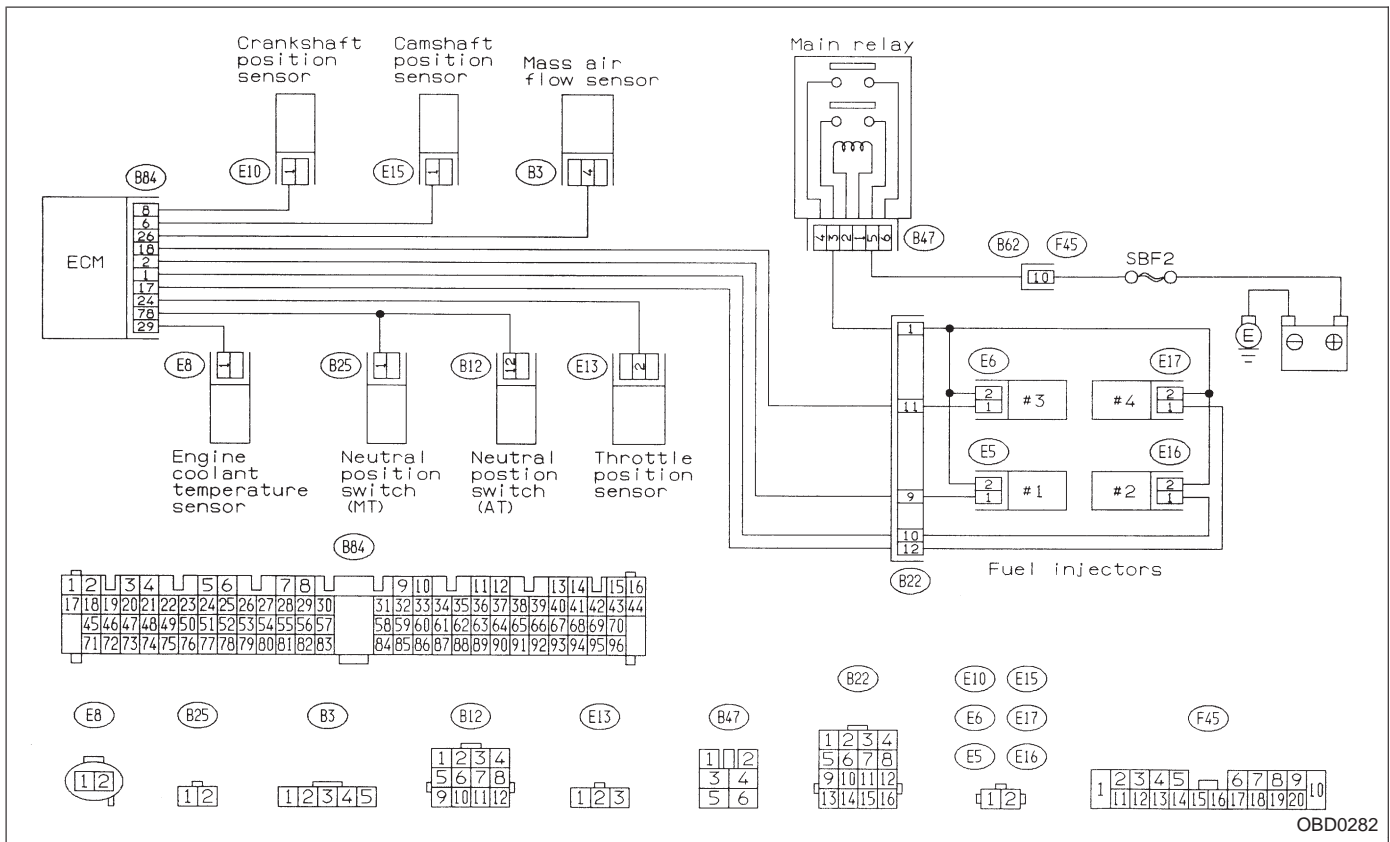 Crankshaft
position
sensor
Camshaft
position
sensor
Mass air
flow sensor
Main relay
E10
1
E15
1
B3
4
B84
ECM
8
6
26
18
2
1
17
24
78
29
4 3 2 1 5 6
B47
B62
F45
10
SBF2
E
⊖ ⊕
E8
1
B25
1
B12
12
E13
2
Engine
coolant
temperature
sensor
Neutral
position
switch
(MT)
Neutral
postion
switch
(AT)
Throttle
position
sensor
1
11
9
10
12
B22
E6
2
1
#3
E17
#4
2
1
E5
2
1
#1
E16
#2
2
1
Fuel injectors
B84
1 2 3 4 5 6 7 8 9 10 11 12 13 14 15 16
17 18 19 20 21 22 23 24 25 26 27 28 29 30 31 32 33 34 35 36 37 38 39 40 41 42 43 44
45 46 47 48 49 50 51 52 53 54 55 56 57 58 59 60 61 62 63 64 65 66 67 68 69 70
71 72 73 74 75 76 77 78 79 80 81 82 83 84 85 86 87 88 89 90 91 92 93 94 95 96
E8
1 2
B25
1 2
B3
1 2 3 4 5
B12
1 2 3 4
5 6 7 8
9 10 11 12
E13
1 2 3
B47
1 2
3 4
5 6
B22
1 2 3 4
5 6 7 8
9 10 11 12
13 14 15 16
E10 E15
E6 E17
E5 E16
1 2
F45
1 2 3 4 5 6 7 8 9 10
11 12 13 14 15 16 17 18 19 20
OBD0282